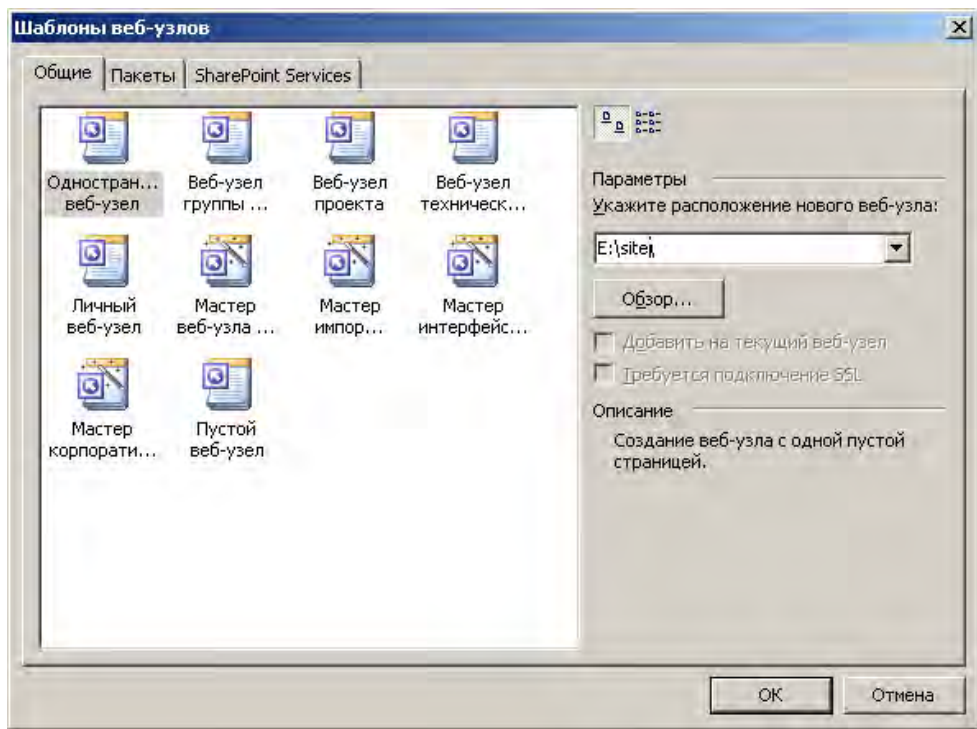 Шаблоны веб-узлов
Общие Пакеты SharePoint Services
Одностран... веб-узел
Веб-узел группы ...
Веб-узел проекта
Веб-узел техническ...
Личный веб-узел
Мастер веб-узла ...
Мастер импор...
Мастер интерфейс...
Мастер корпорати...
Пустой веб-узел
Параметры
Укажите расположение нового веб-узла:
E:\site
Обзор...
Добавить на текущий веб-узел
Требуется подключение SSL
Описание
Создание веб-узла с одной пустой
страницей.
ОК Отмена